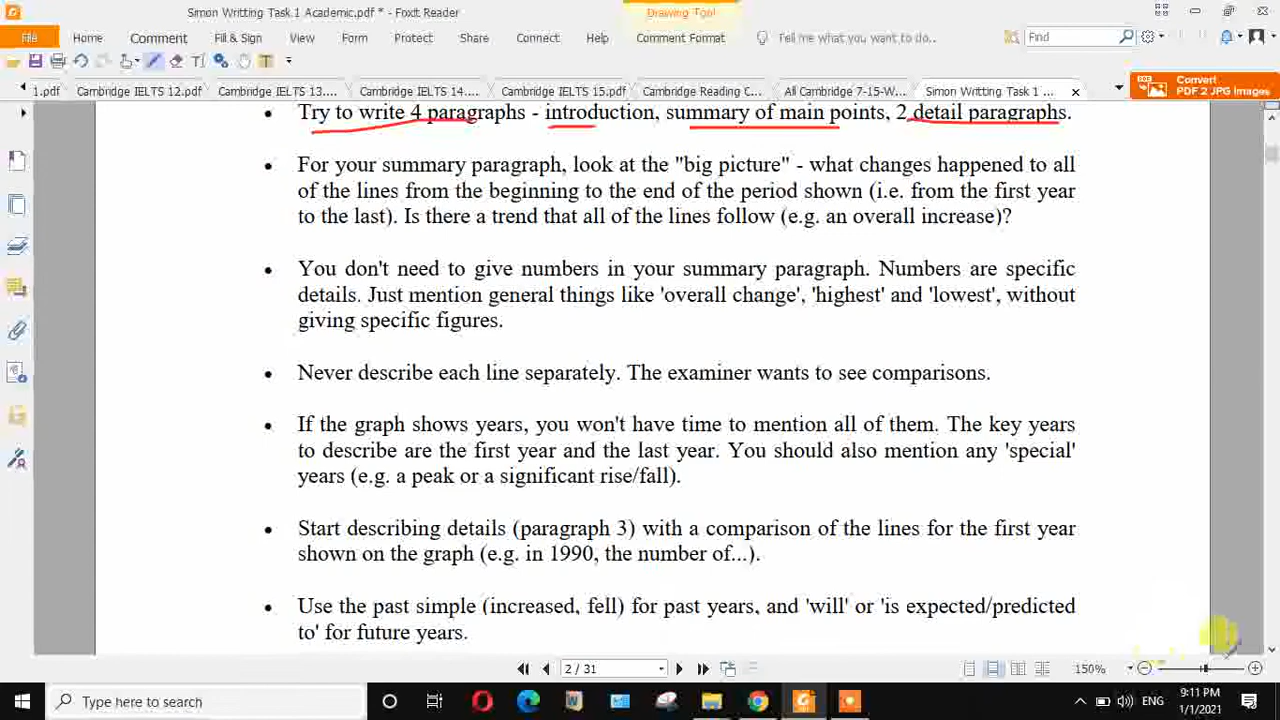 Simon Writting Task 1 Academic.pdf * - Foxit Reader
Drawing Tool
File Home Comment Fill & Sign View Form Protect Share Connect Help Comment Format Tell me what you want to do.. Find
1.pdf Cambridge IELTS 12.pdf Cambridge IELTS 13.... Cambridge IELTS 14.... Cambridge IELTS 15.pdf Cambridge Reading C... All Cambridge 7-15-W... Simon Writting Task 1 ... Convert
PDF 2 JPG Images
• Try to write 4 paragraphs - introduction, summary of main points, 2 detail paragraphs.
• For your summary paragraph, look at the "big picture" - what changes happened to all
of the lines from the beginning to the end of the period shown (i.e. from the first year
to the last). Is there a trend that all of the lines follow (e.g. an overall increase)?
• You don't need to give numbers in your summary paragraph. Numbers are specific
details. Just mention general things like 'overall change', 'highest' and 'lowest', without
giving specific figures.
• Never describe each line separately. The examiner wants to see comparisons.
• If the graph shows years, you won't have time to mention all of them. The key years
to describe are the first year and the last year. You should also mention any 'special'
years (e.g. a peak or a significant rise/fall).
• Start describing details (paragraph 3) with a comparison of the lines for the first year
shown on the graph (e.g. in 1990, the number of...).
• Use the past simple (increased, fell) for past years, and 'will' or 'is expected/predicted
to' for future years.
2 / 31 150%
Type here to search ENG 9:11 PM
1/1/2021